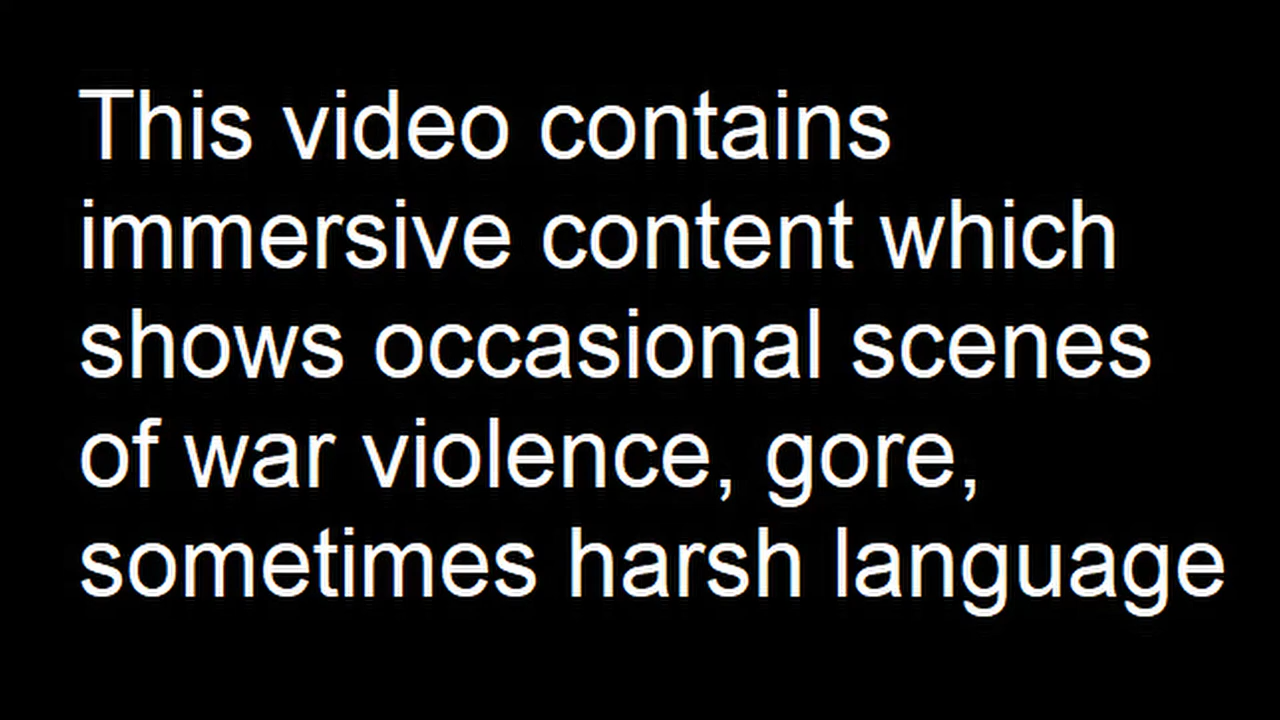 This video contains
immersive content which
shows occasional scenes
of war violence, gore,
sometimes harsh language